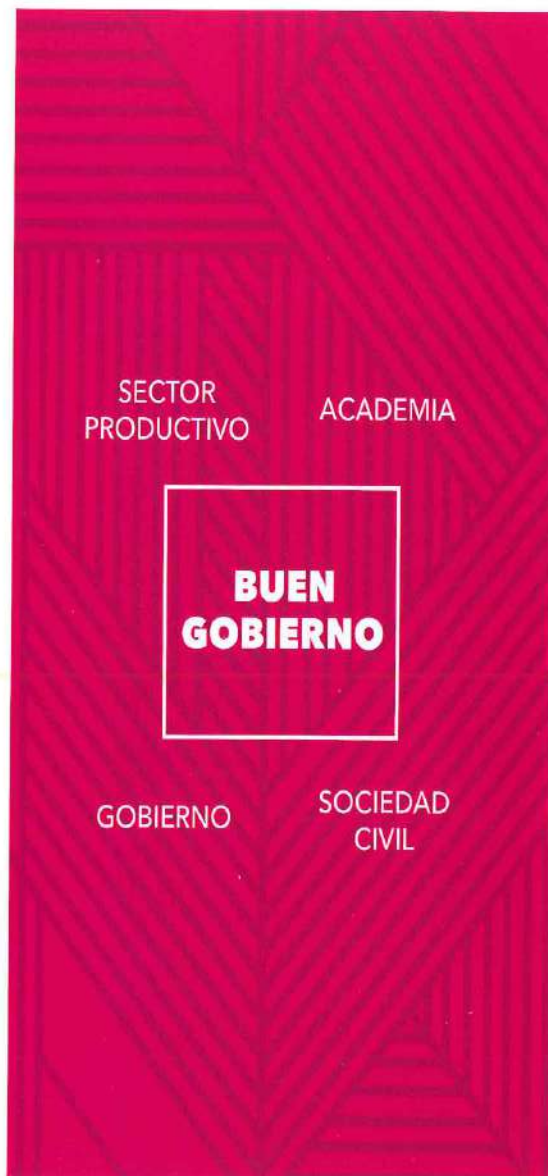 SECTOR
PRODUCTIVO
ACADEMIA
BUEN
GOBIERNO
GOBIERNO
SOCIEDAD
CIVIL